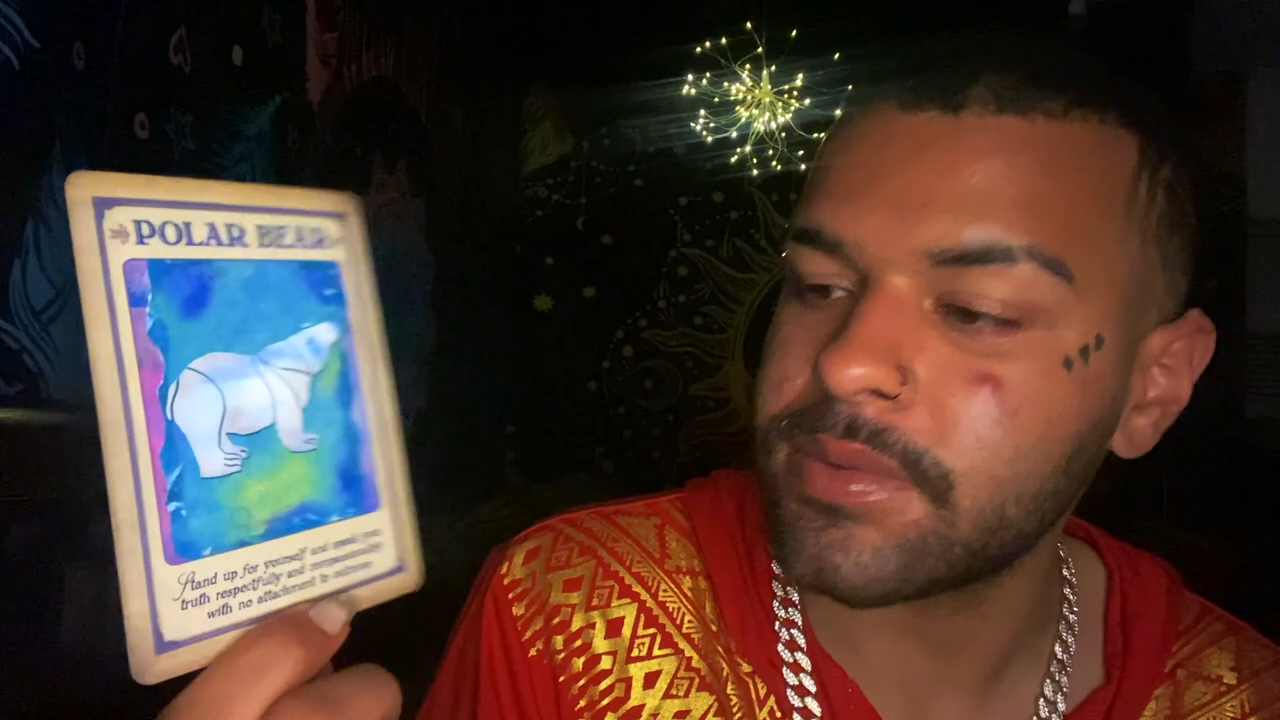 POLAR BEAR
Stand up for yourself and speak your
truth respectfully and compassionately
with no attachment to outcome